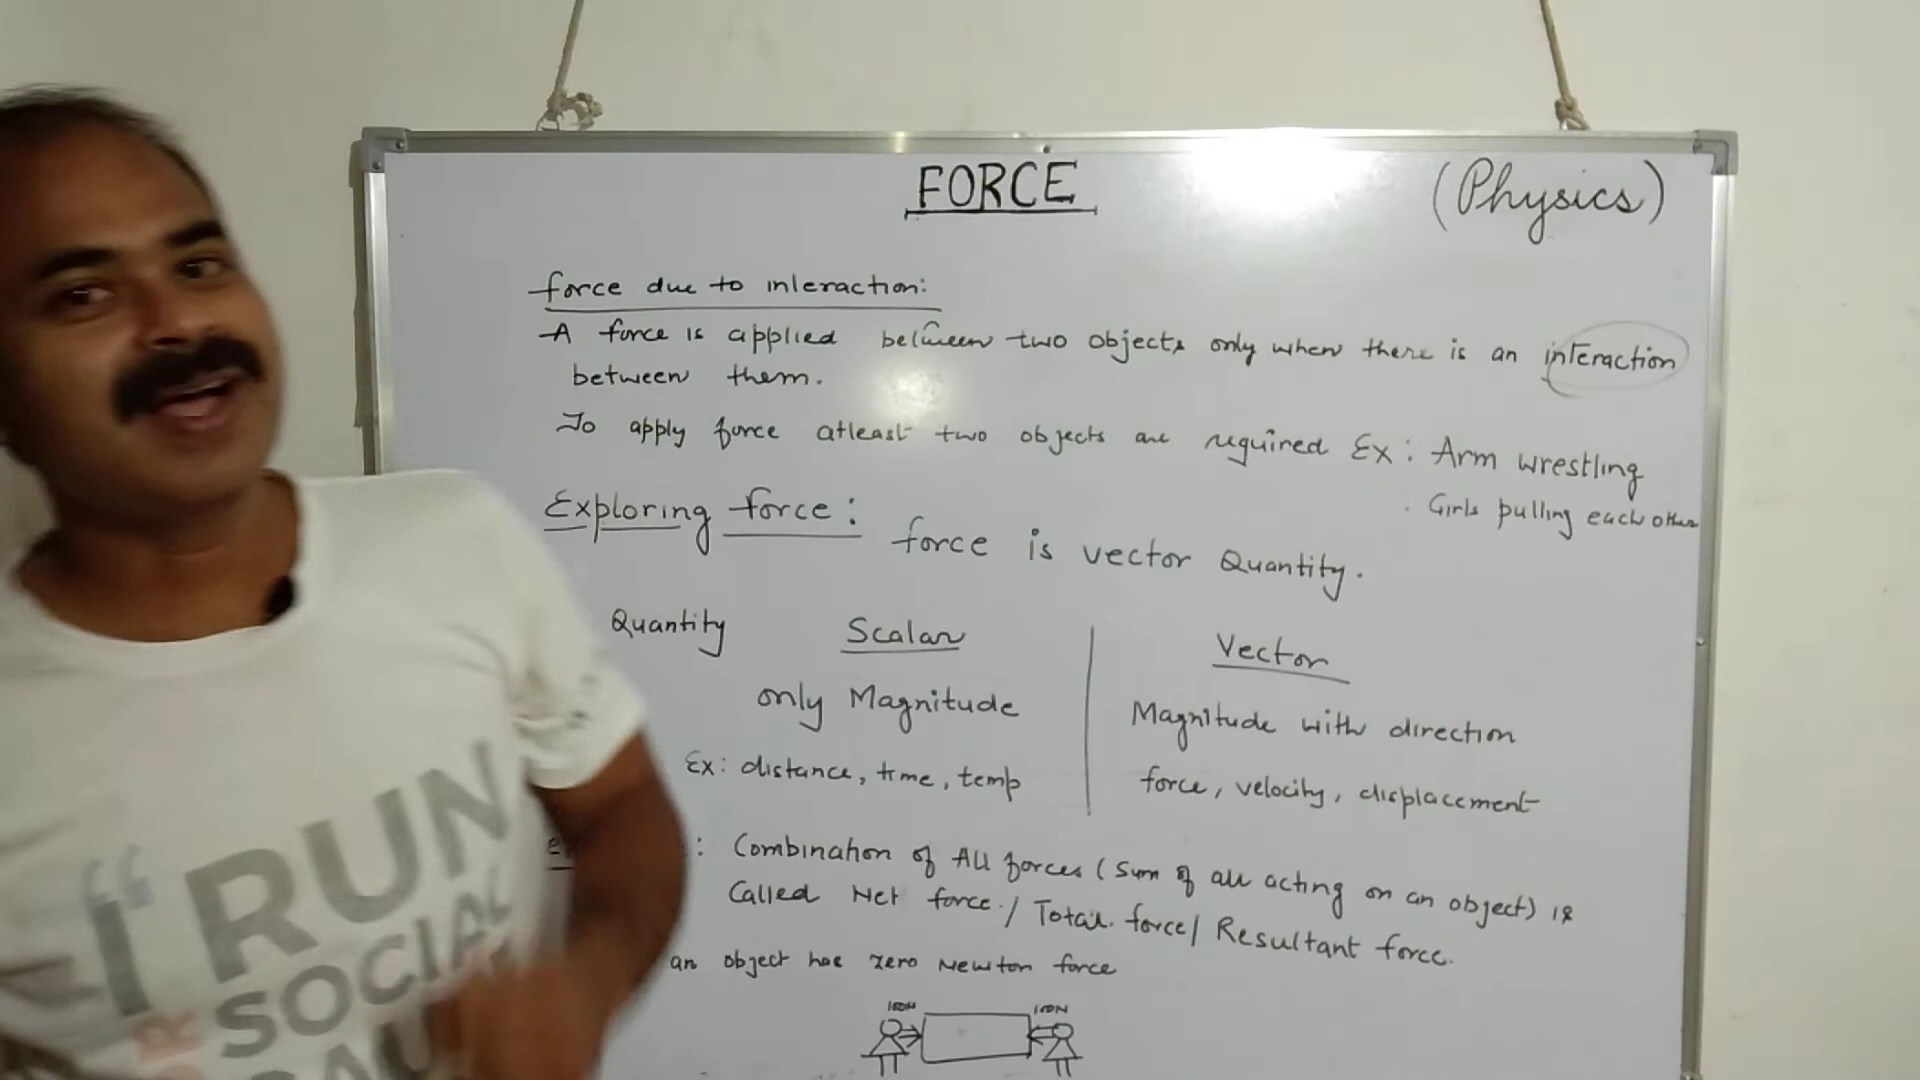 FORCE
(Physics)
force due to interaction:
A force is applied between two objects only when there is an interaction
between them.
To apply force atleast two objects are required Ex: Arm wrestling
Girls pulling each other
Exploring force: force is vector Quantity.
Quantity Scalar Vector
only Magnitude Magnitude with direction
Ex: distance, time, temp force, velocity, displacement
: Combination of All forces (Sum of all acting on an object) is
Called Net force / Total force / Resultant force.
an object has zero Newton force
100N 100N
"I RUN
SOCIAL